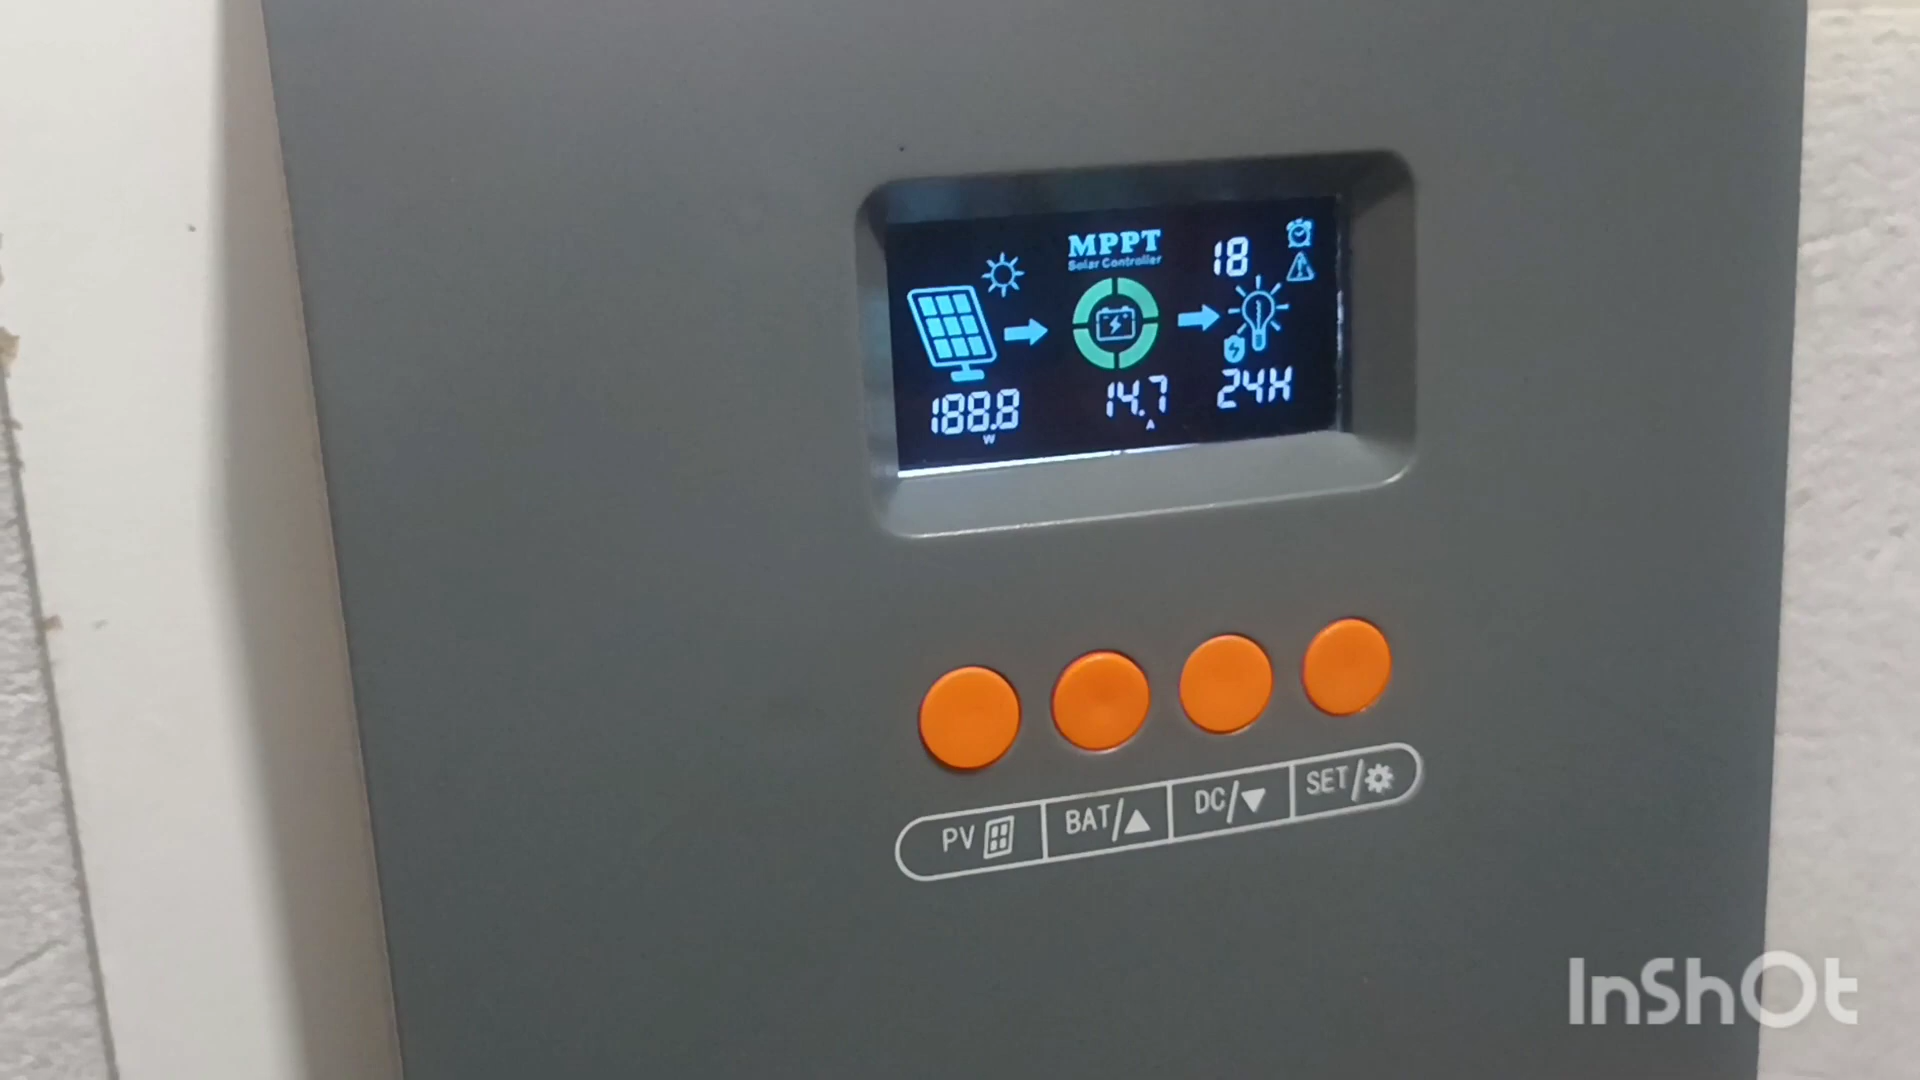 MPPT
Solar Controller
18
188.8
W
14.7
A
24H
PV
BAT/▲
DC/▼
SET/
InShOt